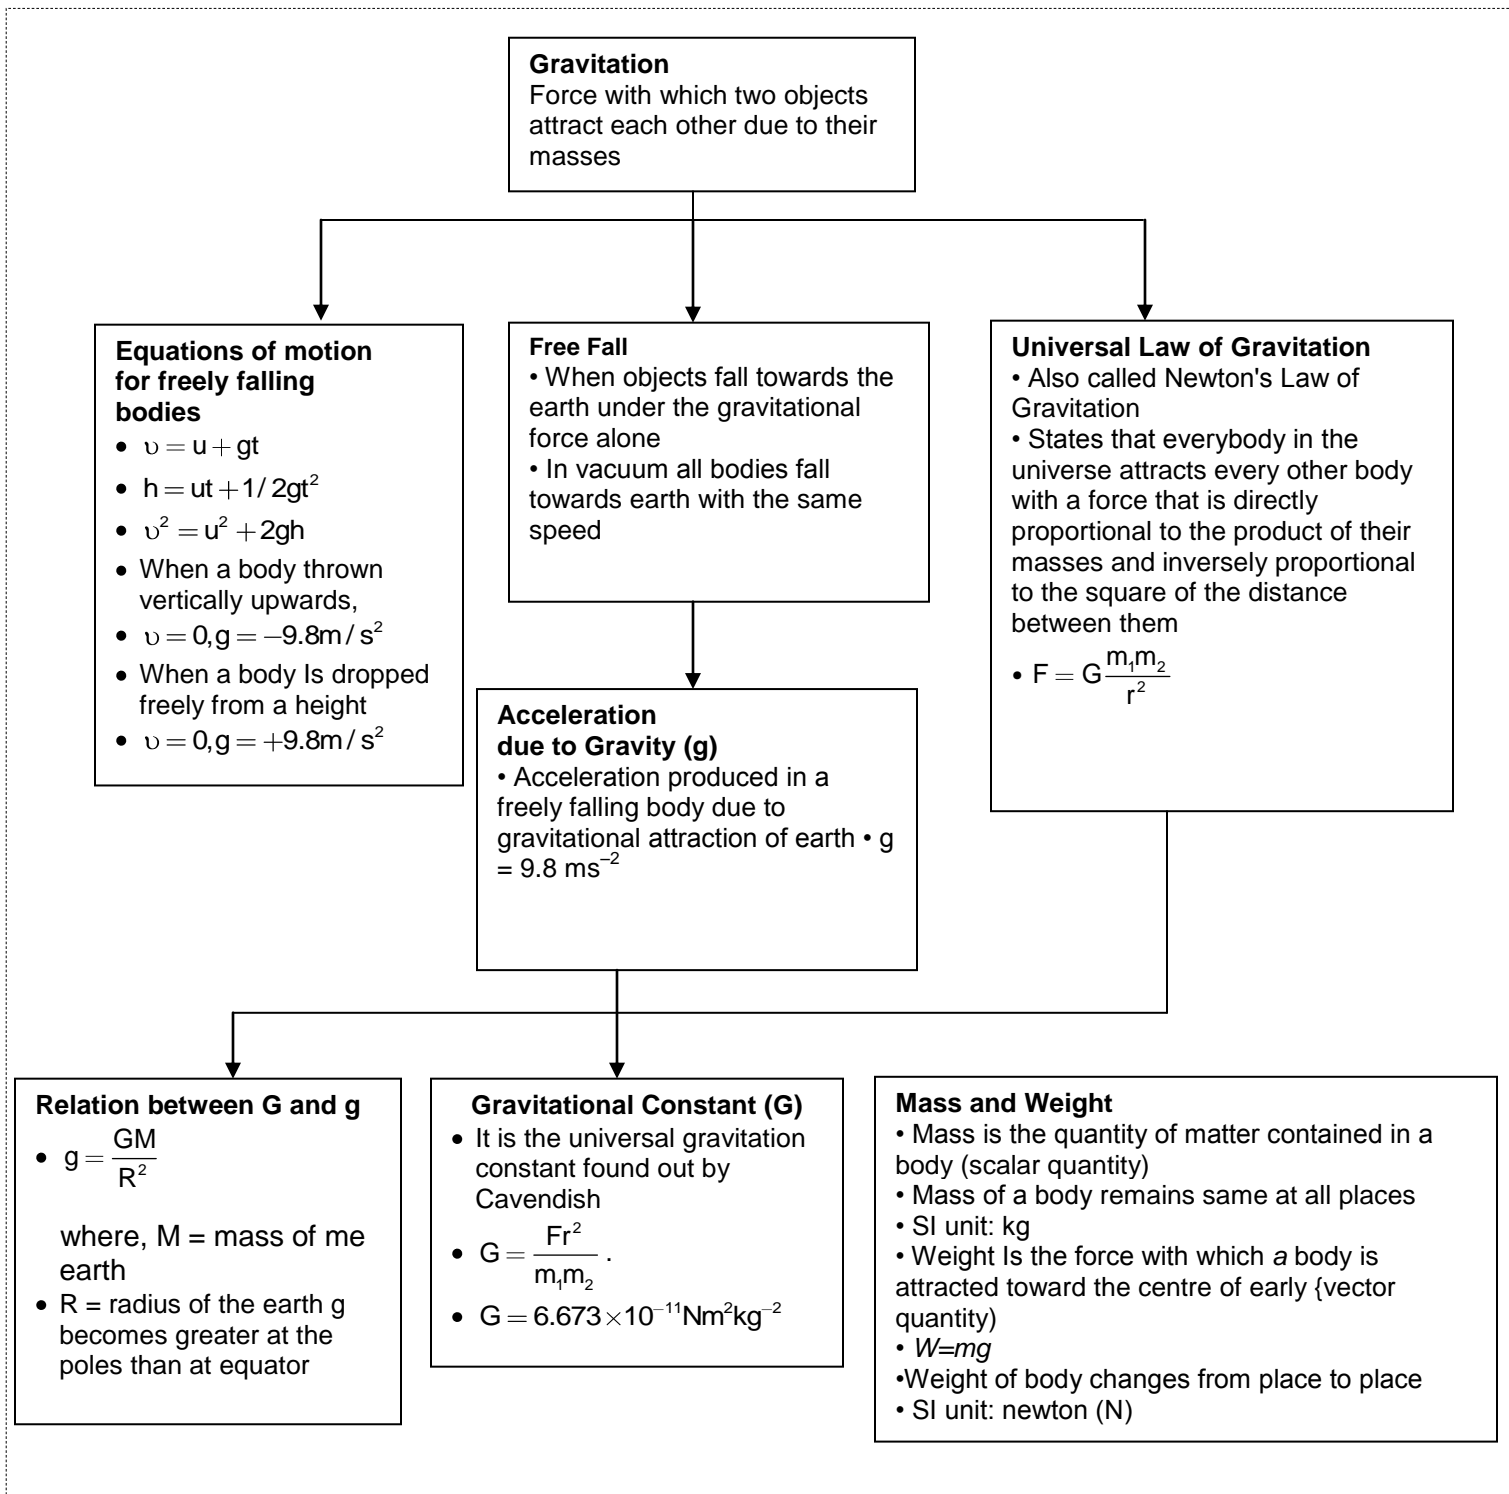 Gravitation
Force with which two objects
attract each other due to their
masses
Equations of motion
for freely falling
bodies
• υ = u + gt
• h = ut + 1/ 2gt²
• υ² = u² + 2gh
• When a body thrown
vertically upwards,
• υ = 0, g = −9.8m / s²
• When a body Is dropped
freely from a height
• υ = 0, g = +9.8m / s²
Free Fall
• When objects fall towards the
earth under the gravitational
force alone
• In vacuum all bodies fall
towards earth with the same
speed
Universal Law of Gravitation
• Also called Newton's Law of
Gravitation
• States that everybody in the
universe attracts every other body
with a force that is directly
proportional to the product of their
masses and inversely proportional
to the square of the distance
between them
• F = G m₁m₂ / r²
Acceleration
due to Gravity (g)
• Acceleration produced in a
freely falling body due to
gravitational attraction of earth • g
= 9.8 ms⁻²
Relation between G and g
• g = GM / R²
where, M = mass of me
earth
• R = radius of the earth g
becomes greater at the
poles than at equator
Gravitational Constant (G)
• It is the universal gravitation
constant found out by
Cavendish
• G = Fr² / m₁m₂ .
• G = 6.673×10⁻¹¹Nm²kg⁻²
Mass and Weight
• Mass is the quantity of matter contained in a
body (scalar quantity)
• Mass of a body remains same at all places
• SI unit: kg
• Weight Is the force with which a body is
attracted toward the centre of early {vector
quantity)
• W=mg
•Weight of body changes from place to place
• SI unit: newton (N)